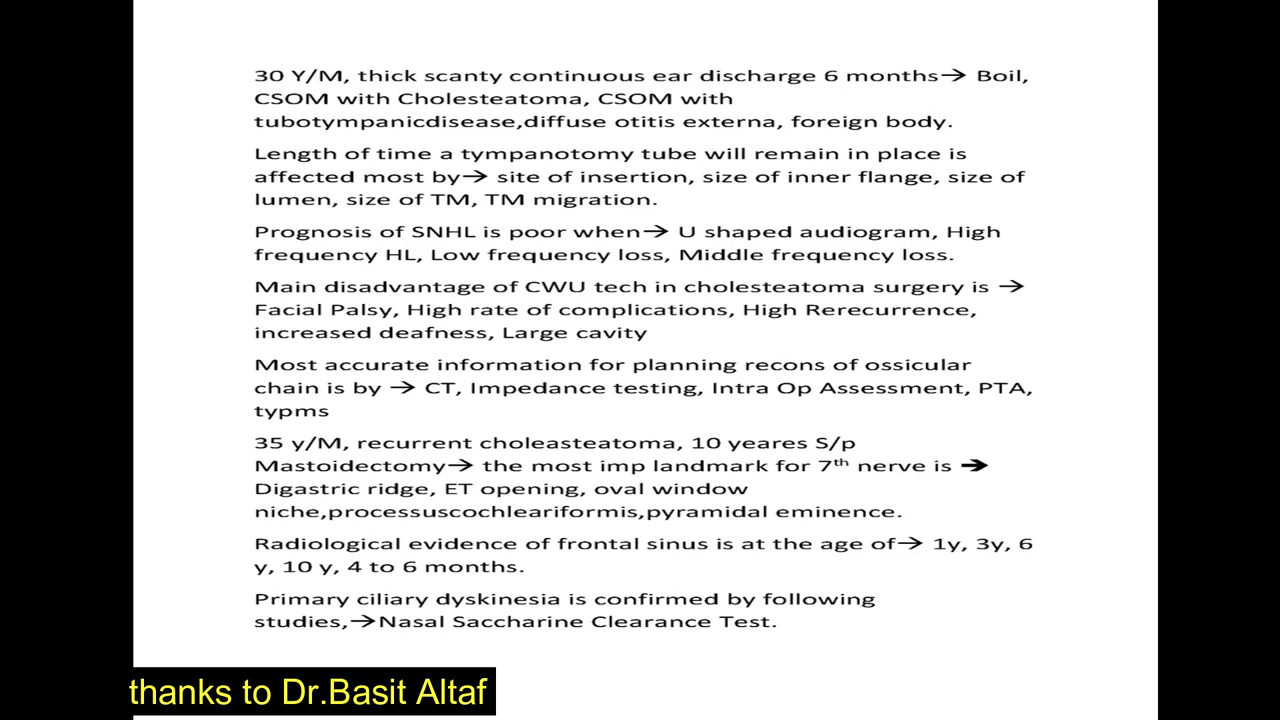 30 Y/M, thick scanty continuous ear discharge 6 months→ Boil,
CSOM with Cholesteatoma, CSOM with
tubotympanicdisease,diffuse otitis externa, foreign body.
Length of time a tympanotomy tube will remain in place is
affected most by→ site of insertion, size of inner flange, size of
lumen, size of TM, TM migration.
Prognosis of SNHL is poor when→ U shaped audiogram, High
frequency HL, Low frequency loss, Middle frequency loss.
Main disadvantage of CWU tech in cholesteatoma surgery is →
Facial Palsy, High rate of complications, High Rerecurrence,
increased deafness, Large cavity
Most accurate information for planning recons of ossicular
chain is by → CT, Impedance testing, Intra Op Assessment, PTA,
typms
35 y/M, recurrent choleasteatoma, 10 yeares S/p
Mastoidectomy→ the most imp landmark for 7th nerve is →
Digastric ridge, ET opening, oval window
niche,processuscochleariformis,pyramidal eminence.
Radiological evidence of frontal sinus is at the age of→ 1y, 3y, 6
y, 10 y, 4 to 6 months.
Primary ciliary dyskinesia is confirmed by following
studies,→Nasal Saccharine Clearance Test.
thanks to Dr.Basit Altaf